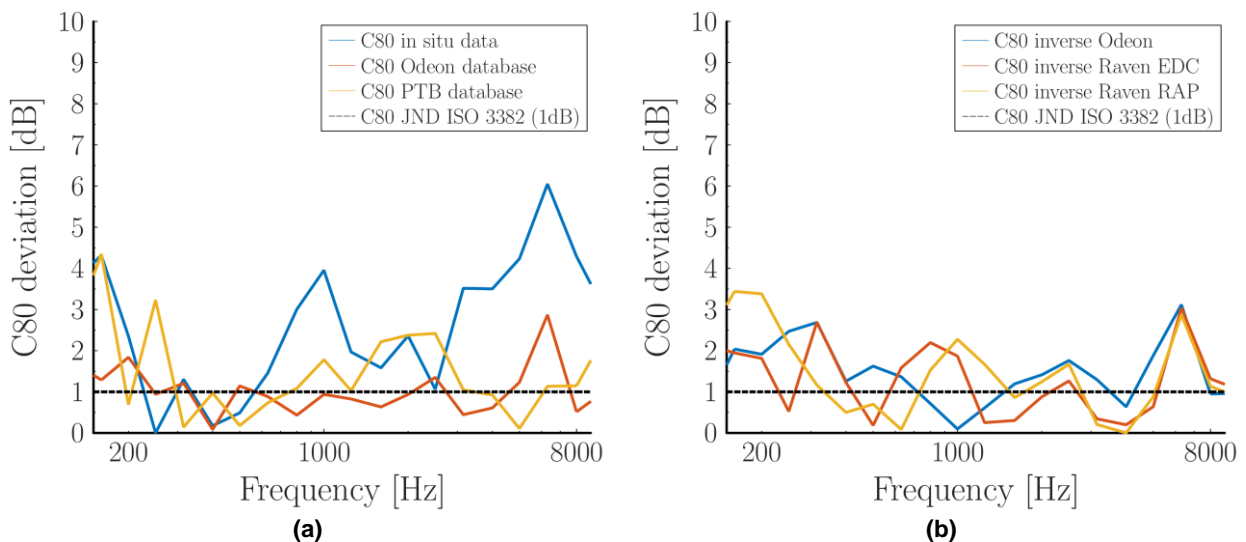 10
9
8
7
6
5
4
3
2
1
0
C80 deviation [dB]
C80 in situ data
C80 Odeon database
C80 PTB database
C80 JND ISO 3382 (1dB)
200
1000
8000
Frequency [Hz]
(a)
10
9
8
7
6
5
4
3
2
1
0
C80 deviation [dB]
C80 inverse Odeon
C80 inverse Raven EDC
C80 inverse Raven RAP
C80 JND ISO 3382 (1dB)
200
1000
8000
Frequency [Hz]
(b)